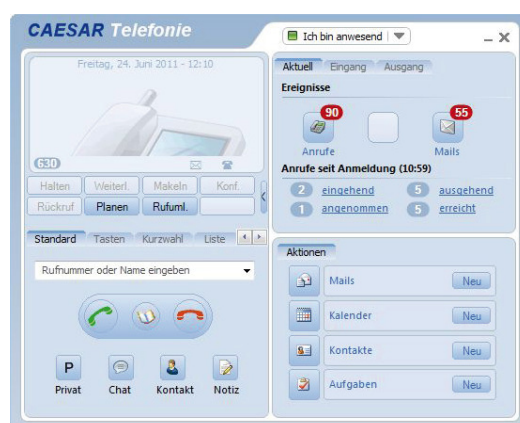 CAESAR Telefonie
Ich bin anwesend
Freitag, 24. Juni 2011 - 12:10
630
Halten Weiterl. Makeln Konf.
Rückruf Planen Rufuml.
Standard Tasten Kurzwahl Liste
Rufnummer oder Name eingeben
P
Privat Chat Kontakt Notiz
Aktuell Eingang Ausgang
Ereignisse
90 55
Anrufe Mails
Anrufe seit Anmeldung (10:59)
2 eingehend 5 ausgehend
1 angenommen 5 erreicht
Aktionen
Mails Neu
Kalender Neu
Kontakte Neu
Aufgaben Neu